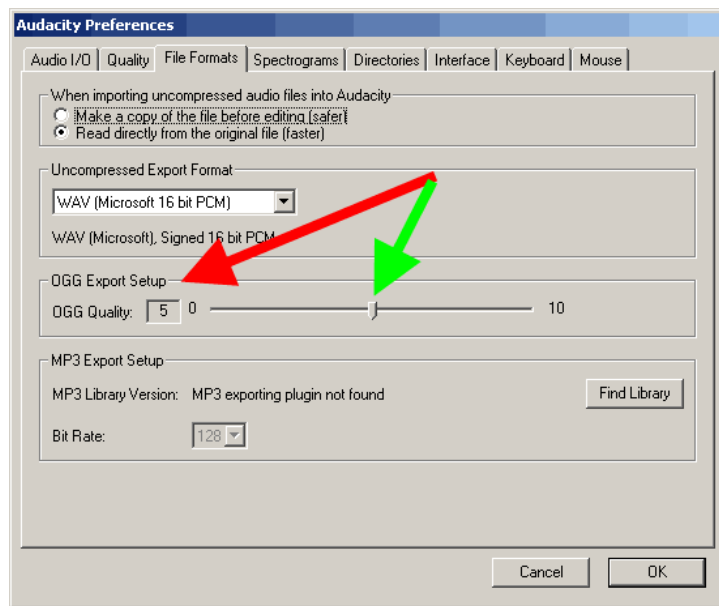 Audacity Preferences
Audio I/O Quality File Formats Spectrograms Directories Interface Keyboard Mouse
When importing uncompressed audio files into Audacity
Make a copy of the file before editing (safer)
Read directly from the original file (faster)
Uncompressed Export Format
WAV (Microsoft 16 bit PCM)
WAV (Microsoft), Signed 16 bit PCM
OGG Export Setup
OGG Quality: 5 0 10
MP3 Export Setup
MP3 Library Version: MP3 exporting plugin not found Find Library
Bit Rate: 128
Cancel OK